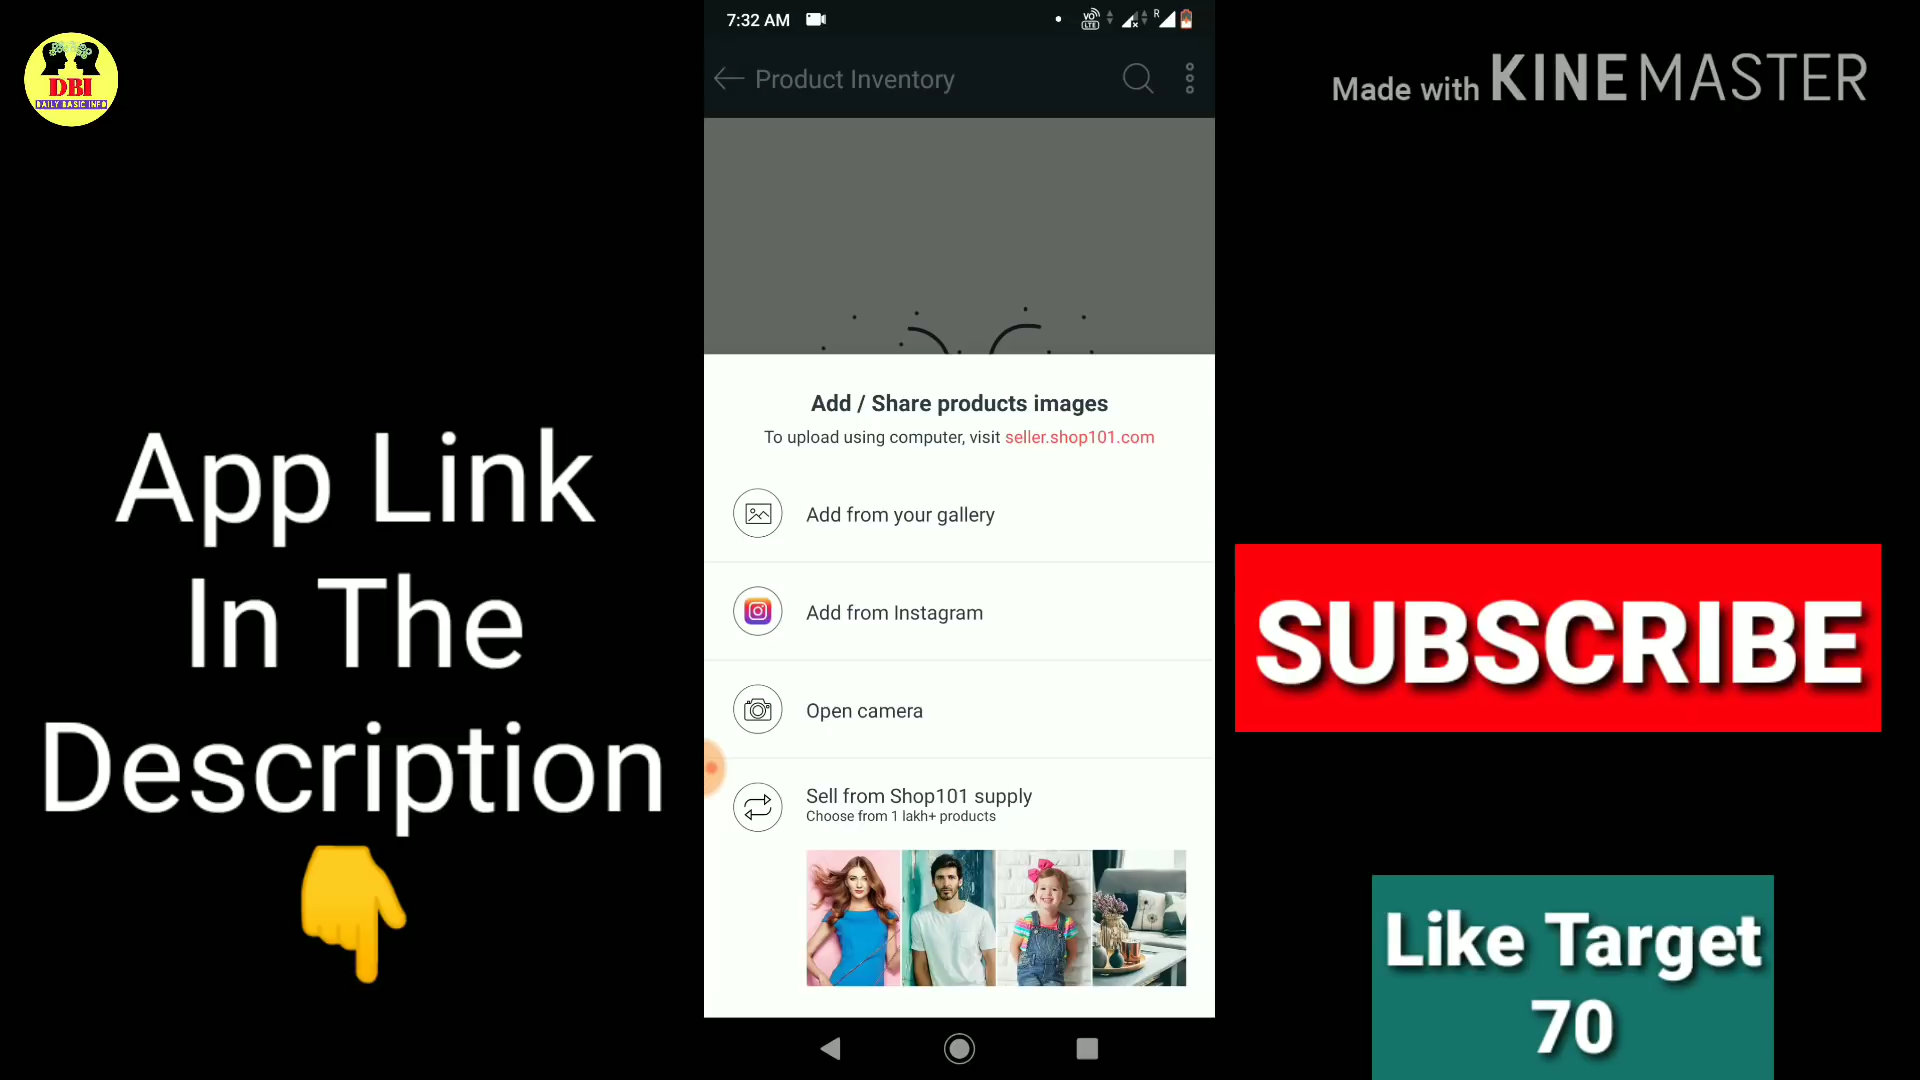 7:32 AM
VO
LTE
R
Product Inventory
Made with KINEMASTER
DBI
DAILY BASIC INFO
Add / Share products images
To upload using computer, visit seller.shop101.com
Add from your gallery
Add from Instagram
Open camera
Sell from Shop101 supply
Choose from 1 lakh+ products
App Link
In The
Description
SUBSCRIBE
Like Target
70